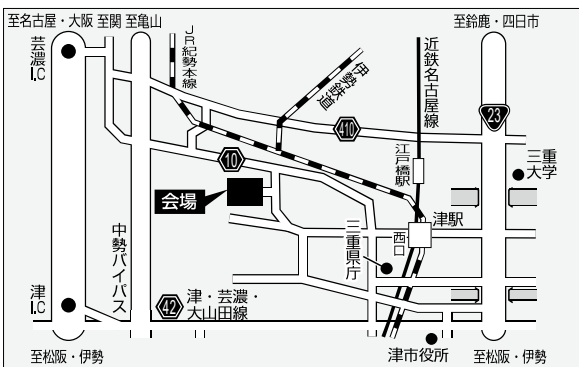 至名古屋・大阪
至関
至亀山
至鈴鹿・四日市
芸濃
I.C
JR紀勢本線
伊勢鉄道
近鉄名古屋線
23
410
江戸橋駅
三重
大学
10
会場
津駅
西口
三重県庁
中勢バイパス
津
I.C
42
津・芸濃・
大山田線
津市役所
至松阪・伊勢
至松阪・伊勢